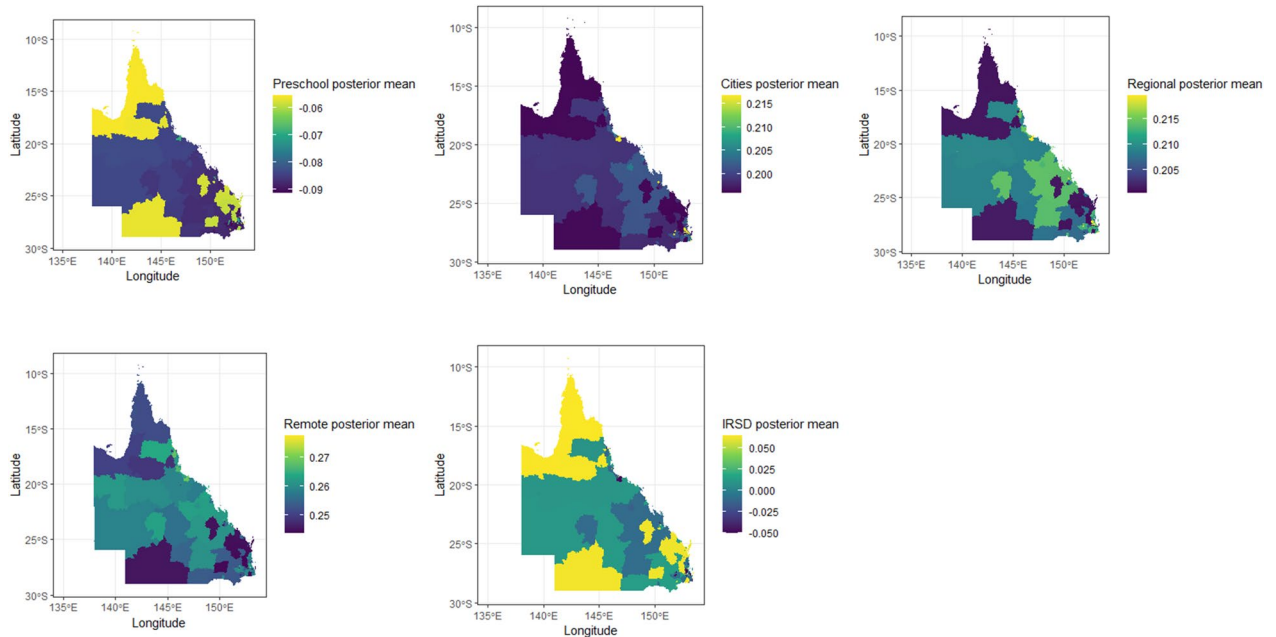 Preschool posterior mean
-0.06
-0.07
-0.08
-0.09
10°S
15°S
20°S
25°S
30°S
Latitude
135°E 140°E 145°E 150°E
Longitude
Cities posterior mean
0.215
0.210
0.205
0.200
10°S
15°S
20°S
25°S
30°S
Latitude
135°E 140°E 145°E 150°E
Longitude
Regional posterior mean
0.215
0.210
0.205
10°S
15°S
20°S
25°S
30°S
Latitude
135°E 140°E 145°E 150°E
Longitude
Remote posterior mean
0.27
0.26
0.25
10°S
15°S
20°S
25°S
30°S
Latitude
135°E 140°E 145°E 150°E
Longitude
IRSD posterior mean
0.050
0.025
0.000
-0.025
-0.050
10°S
15°S
20°S
25°S
30°S
Latitude
135°E 140°E 145°E 150°E
Longitude